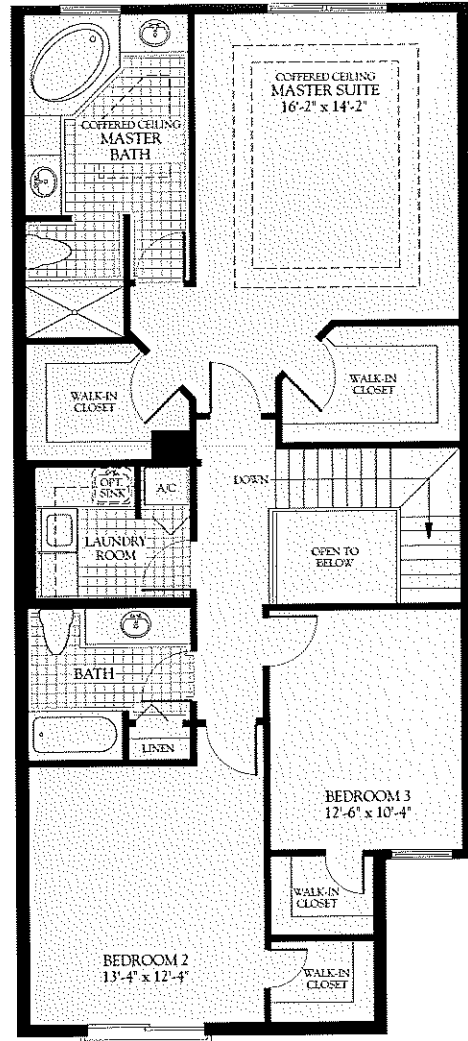 COFFERED CEILING
MASTER SUITE
16'-2" x 14'-2"
COFFERED CEILING
MASTER
BATH
WALK-IN
CLOSET
WALK-IN
CLOSET
OPT.
SINK
A/C
DOWN
LAUNDRY
ROOM
OPEN TO
BELOW
BATH
LINEN
BEDROOM 3
12'-6" x 10'-4"
WALK-IN
CLOSET
BEDROOM 2
13'-4" x 12'-4"
WALK-IN
CLOSET